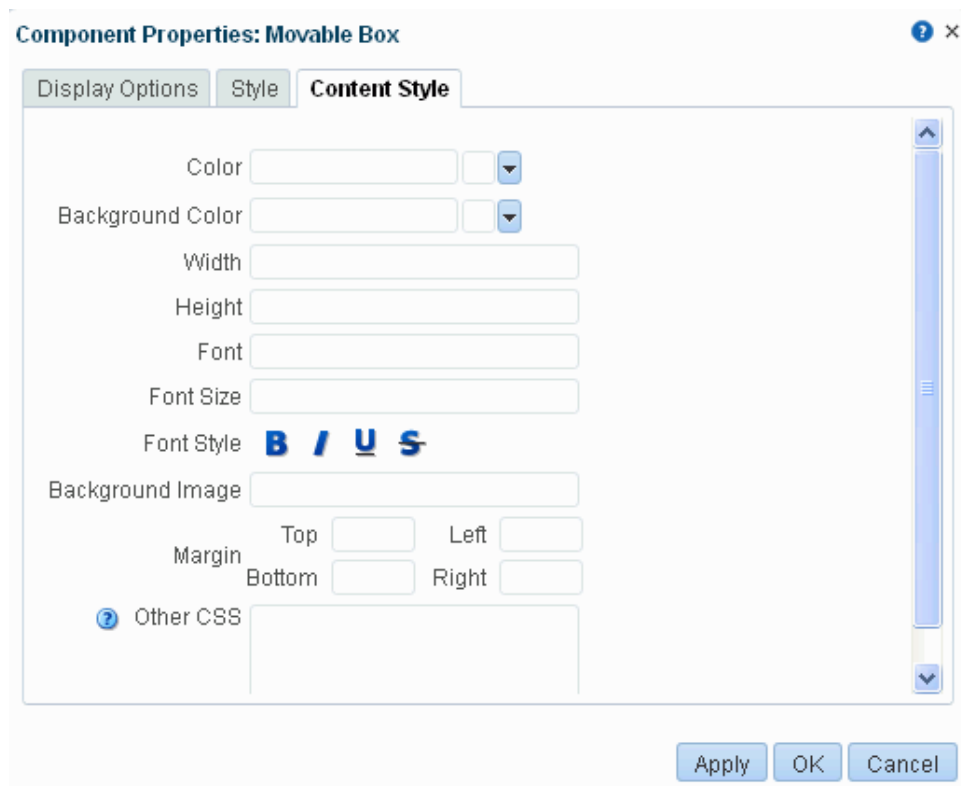 Component Properties: Movable Box
Display Options Style Content Style
Color
Background Color
Width
Height
Font
Font Size
Font Style B I U S
Background Image
Margin
Top Left
Bottom Right
Other CSS
Apply OK Cancel